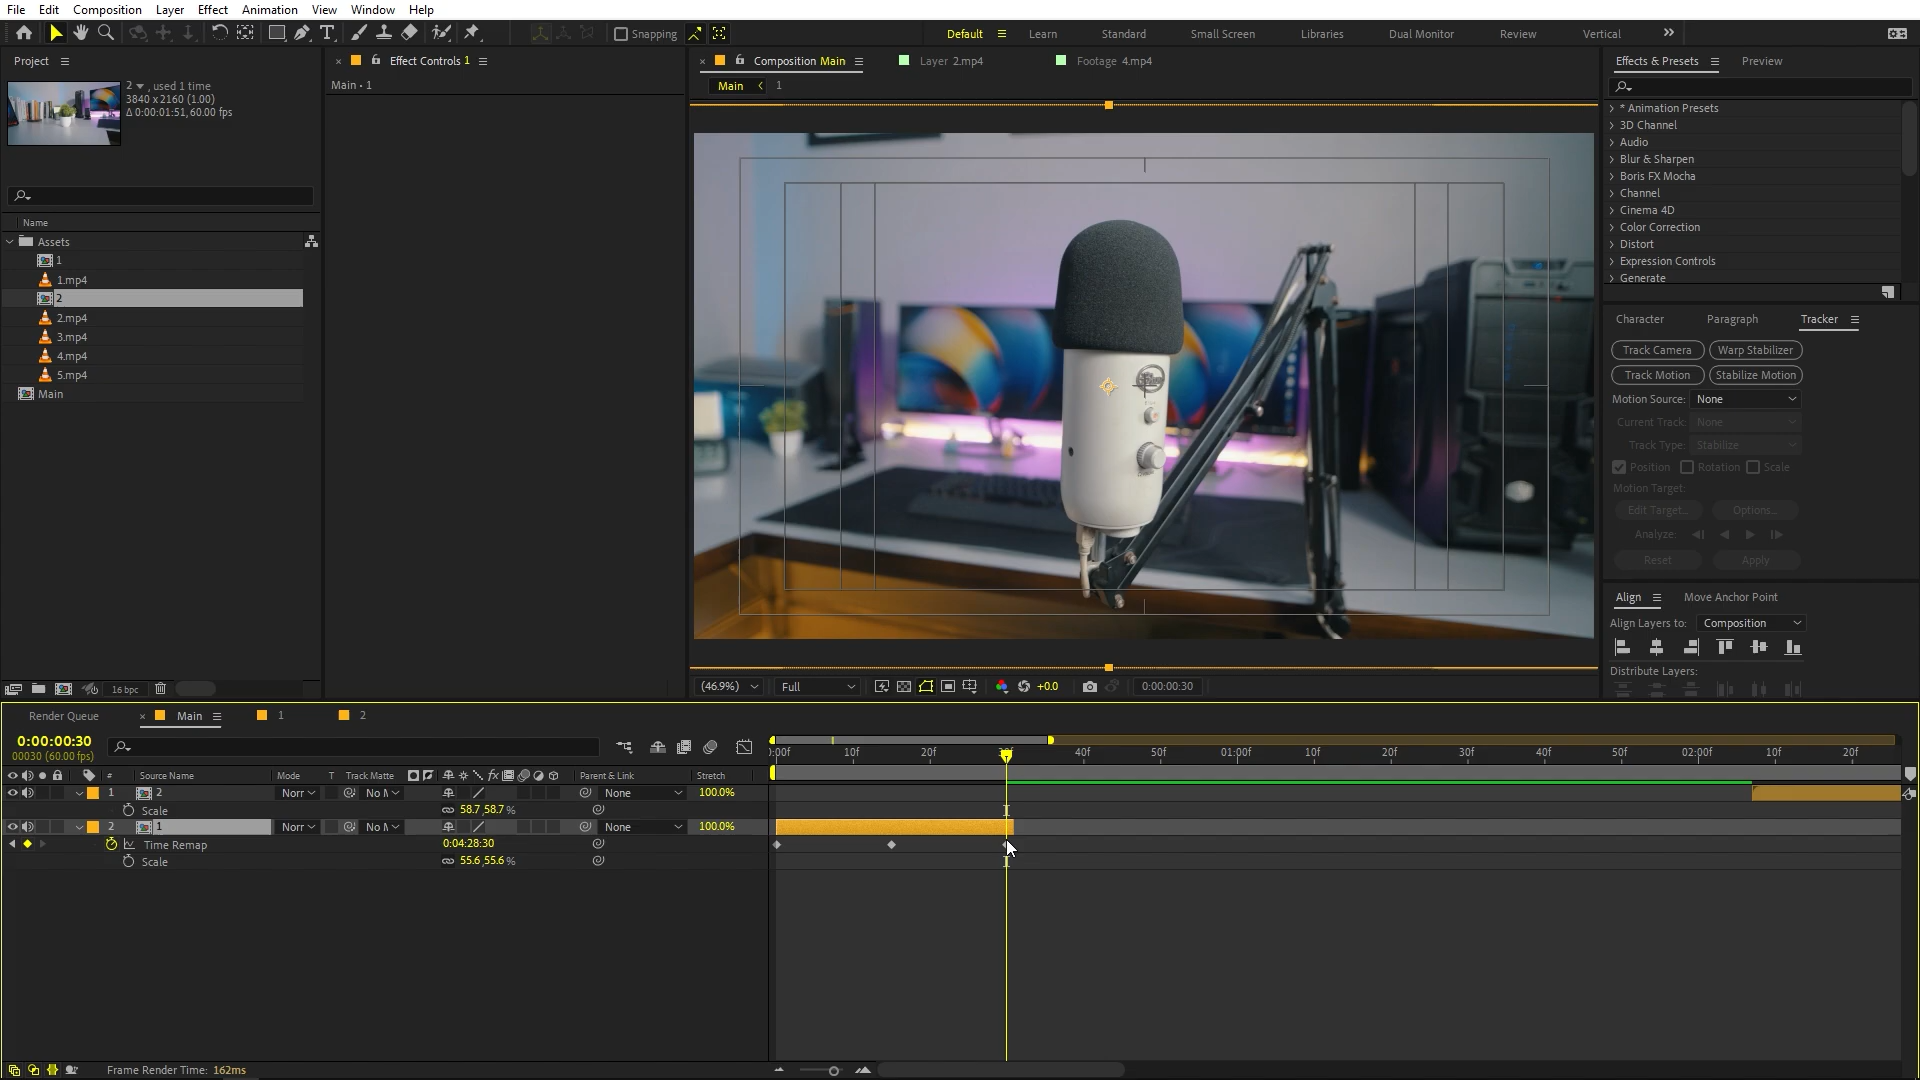 File Edit Composition Layer Effect Animation View Window Help
Snapping Default Learn Standard Small Screen Libraries Dual Monitor Review Vertical
Project
2 , used 1 time
3840 x 2160 (1.00)
Δ 0:00:01:51, 60.00 fps
Name
Assets
1
1.mp4
2
2.mp4
3.mp4
4.mp4
5.mp4
Main
16 bpc
Effect Controls 1
Main • 1
Composition Main Layer 2.mp4 Footage 4.mp4
Main 1
(46.9%) Full +0.0 0:00:00:30
Effects & Presets Preview
* Animation Presets
3D Channel
Audio
Blur & Sharpen
Boris FX Mocha
Channel
Cinema 4D
Color Correction
Distort
Expression Controls
Generate
Character Paragraph Tracker
Track Camera Warp Stabilizer
Track Motion Stabilize Motion
Motion Source: None
Current Track: None
Track Type: Stabilize
Position Rotation Scale
Motion Target:
Edit Target... Options...
Analyze:
Reset Apply
Align Move Anchor Point
Align Layers to: Composition
Distribute Layers:
Render Queue Main 1 2
0:00:00:30
00030 (60.00 fps)
:00f 10f 20f 40f 50f 01:00f 10f 20f 30f 40f 50f 02:00f 10f 20f
# Source Name Mode T Track Matte fx Parent & Link Stretch
1 2 Norr No M None 100.0%
Scale 58.7,58.7 %
2 1 Norr No M None 100.0%
Time Remap 0:04:28:30
Scale 55.6,55.6 %
Frame Render Time: 162ms